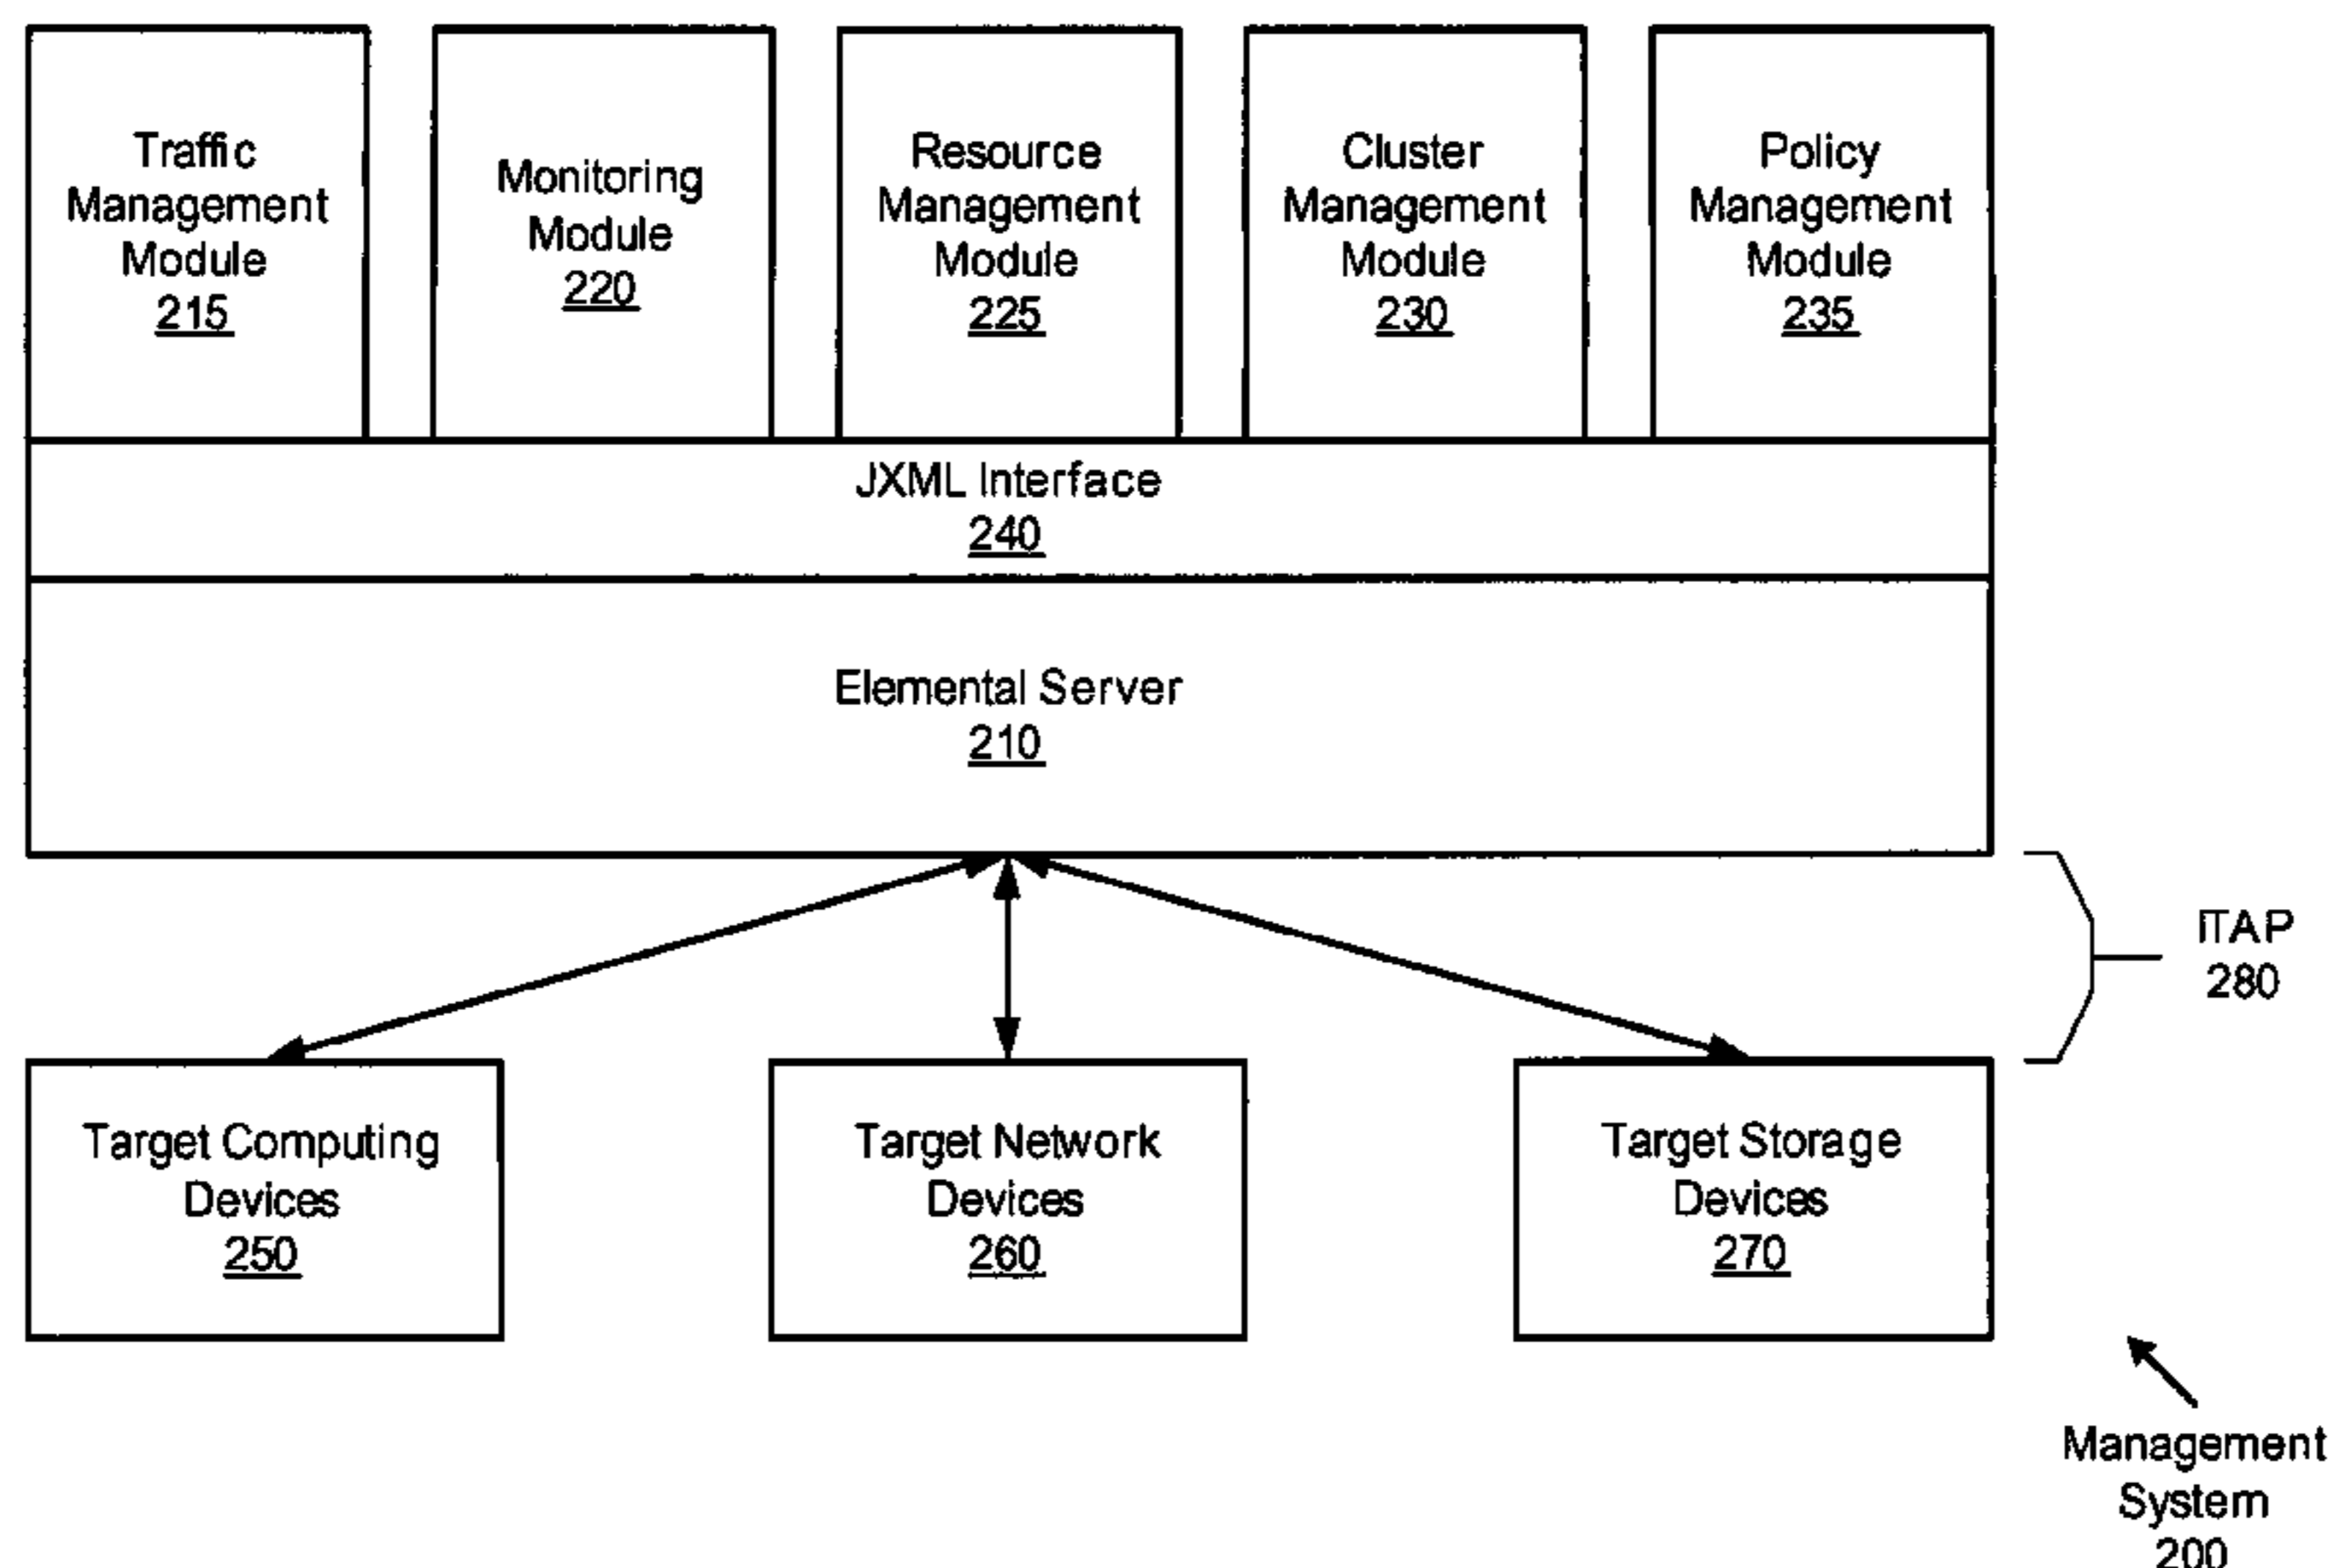 Traffic
Management
Module
215
Monitoring
Module
220
Resource
Management
Module
225
Cluster
Management
Module
230
Policy
Management
Module
235
JXML Interface
240
Elemental Server
210
ITAP
280
Target Computing
Devices
250
Target Network
Devices
260
Target Storage
Devices
270
Management
System
200